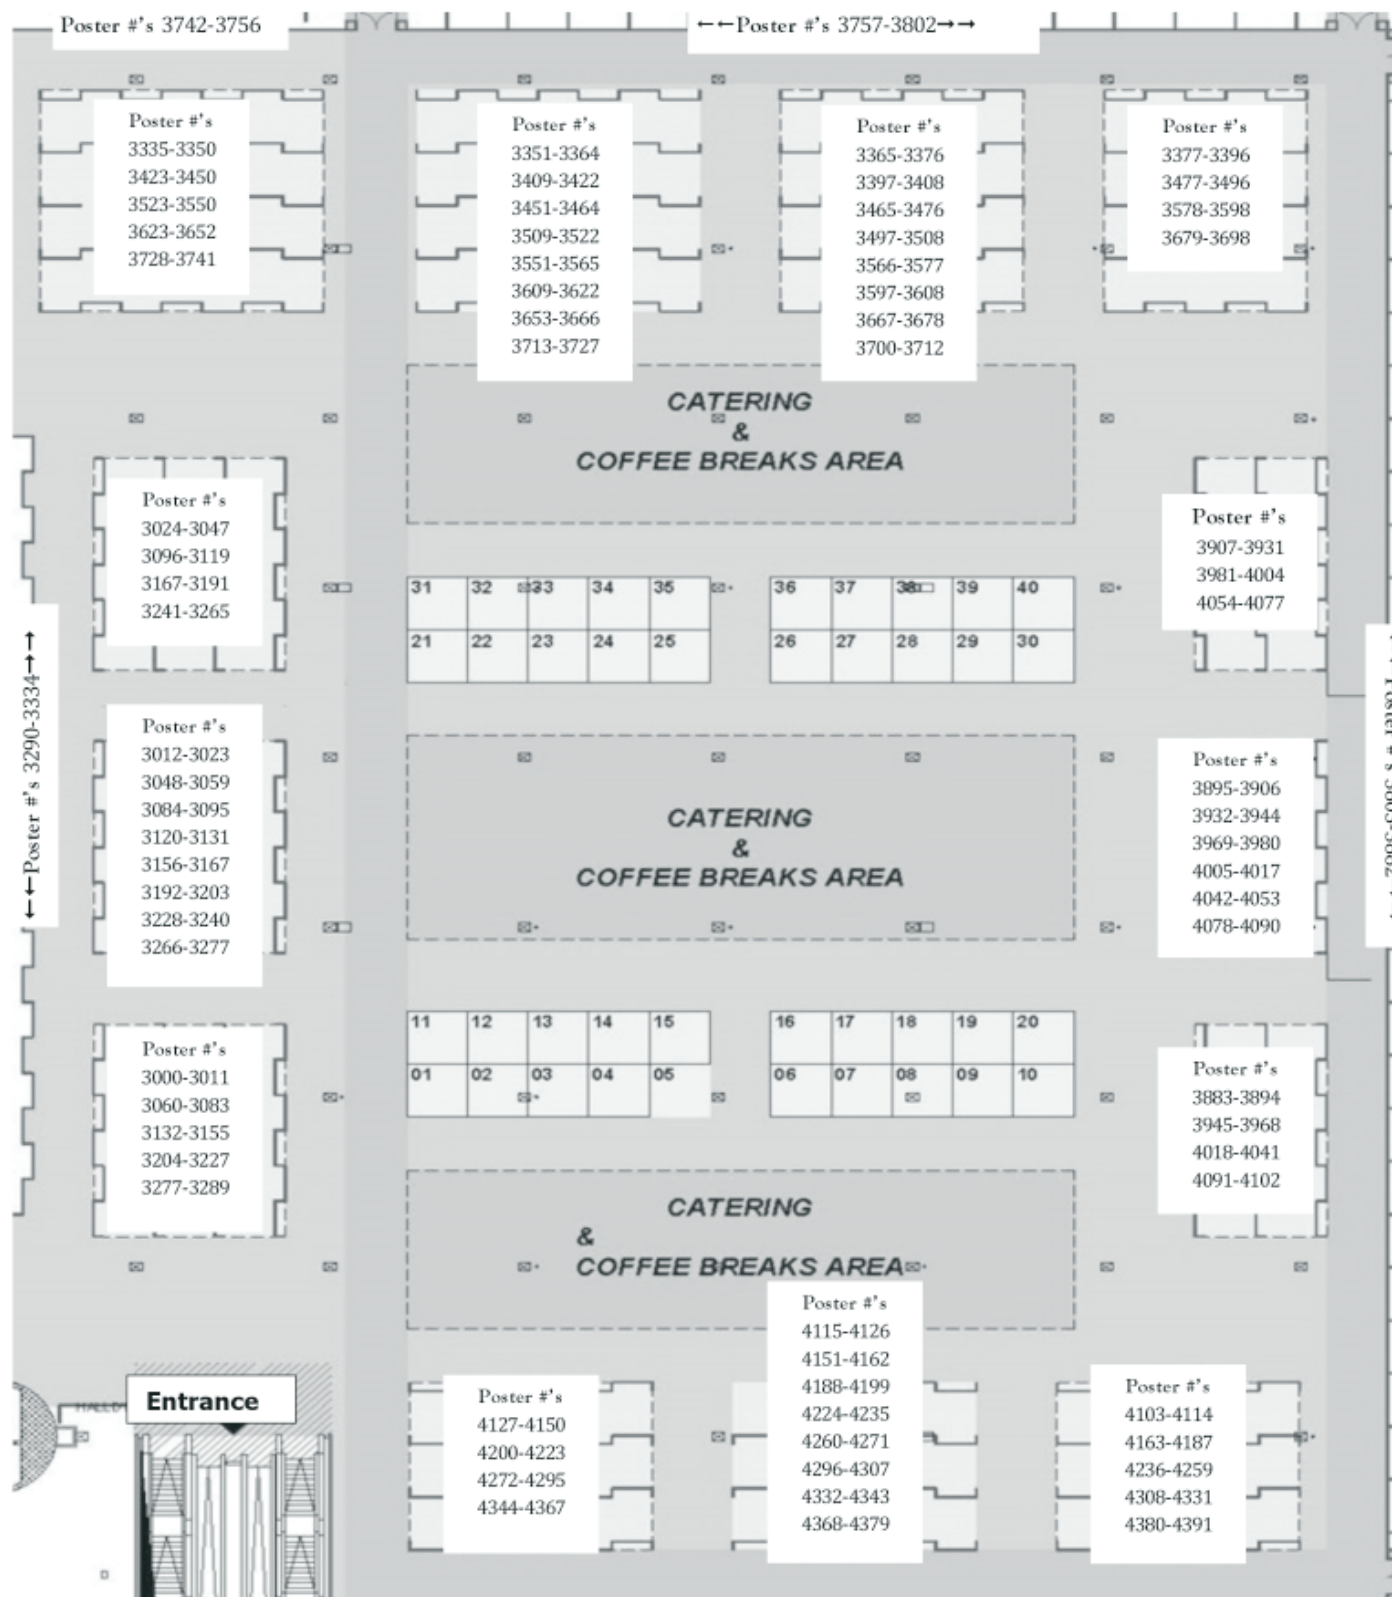 Poster #'s 3742-3756
←←Poster #'s 3757-3802→→
Poster #'s
3335-3350
3423-3450
3523-3550
3623-3652
3728-3741
Poster #'s
3351-3364
3409-3422
3451-3464
3509-3522
3551-3565
3609-3622
3653-3666
3713-3727
Poster #'s
3365-3376
3397-3408
3465-3476
3497-3508
3566-3577
3597-3608
3667-3678
3700-3712
Poster #'s
3377-3396
3477-3496
3578-3598
3679-3698
CATERING
&
COFFEE BREAKS AREA
Poster #'s
3024-3047
3096-3119
3167-3191
3241-3265
Poster #'s
3907-3931
3981-4004
4054-4077
31 32 33 34 35 36 37 38 39 40
21 22 23 24 25 26 27 28 29 30
←←Poster #'s 3290-3334→→
Poster #'s
3012-3023
3048-3059
3084-3095
3120-3131
3156-3167
3192-3203
3228-3240
3266-3277
CATERING
&
COFFEE BREAKS AREA
Poster #'s
3895-3906
3932-3944
3969-3980
4005-4017
4042-4053
4078-4090
Poster #'s
11 12 13 14 15 16 17 18 19 20
01 02 03 04 05 06 07 08 09 10
Poster #'s
3000-3011
3060-3083
3132-3155
3204-3227
3277-3289
Poster #'s
3883-3894
3945-3968
4018-4041
4091-4102
CATERING
&
COFFEE BREAKS AREA
Entrance
Poster #'s
4127-4150
4200-4223
4272-4295
4344-4367
Poster #'s
4115-4126
4151-4162
4188-4199
4224-4235
4260-4271
4296-4307
4332-4343
4368-4379
Poster #'s
4103-4114
4163-4187
4236-4259
4308-4331
4380-4391